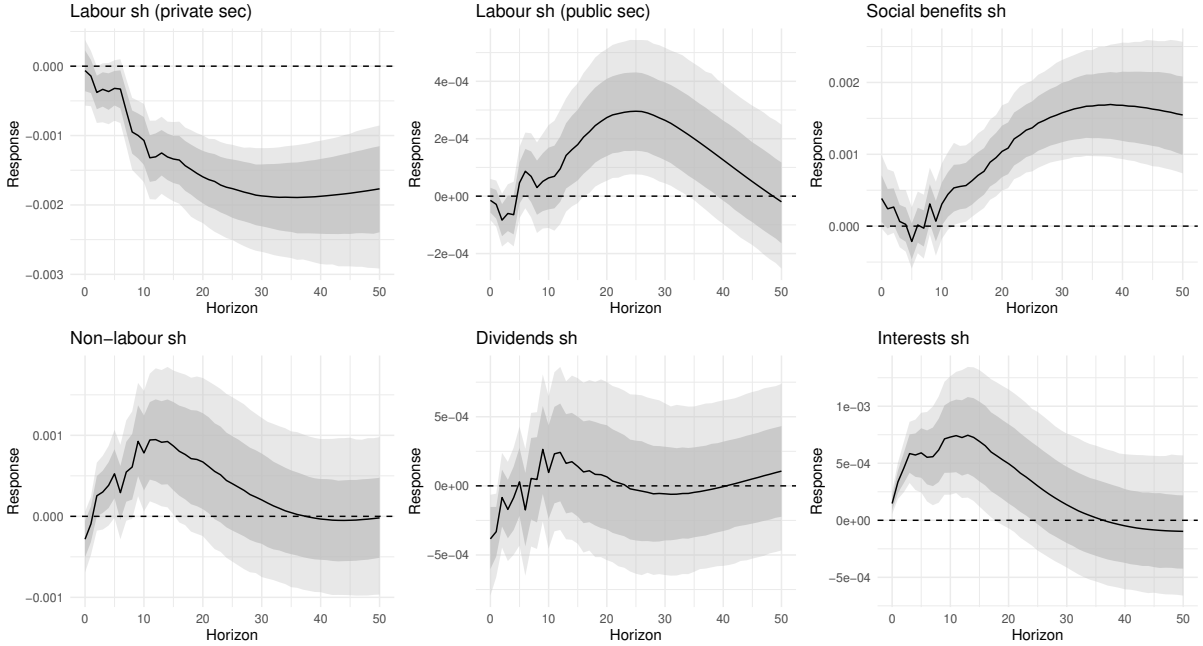 Labour sh (private sec)
Response
0.000
−0.001
−0.002
−0.003
0 10 20 30 40 50
Horizon
Labour sh (public sec)
Response
4e−04
2e−04
0e+00
−2e−04
0 10 20 30 40 50
Horizon
Social benefits sh
Response
0.002
0.001
0.000
0 10 20 30 40 50
Horizon
Non−labour sh
Response
0.001
0.000
−0.001
0 10 20 30 40 50
Horizon
Dividends sh
Response
5e−04
0e+00
−5e−04
0 10 20 30 40 50
Horizon
Interests sh
Response
1e−03
5e−04
0e+00
−5e−04
0 10 20 30 40 50
Horizon